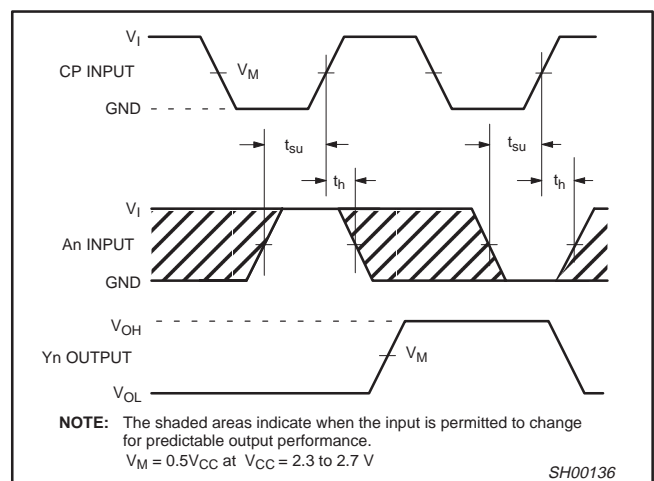 V_I
CP INPUT
V_M
GND
t_su
t_su
t_h
t_h
V_I
An INPUT
GND
V_OH
Yn OUTPUT
V_M
V_OL
NOTE: The shaded areas indicate when the input is permitted to change
for predictable output performance.
V_M = 0.5V_CC at V_CC = 2.3 to 2.7 V
SH00136